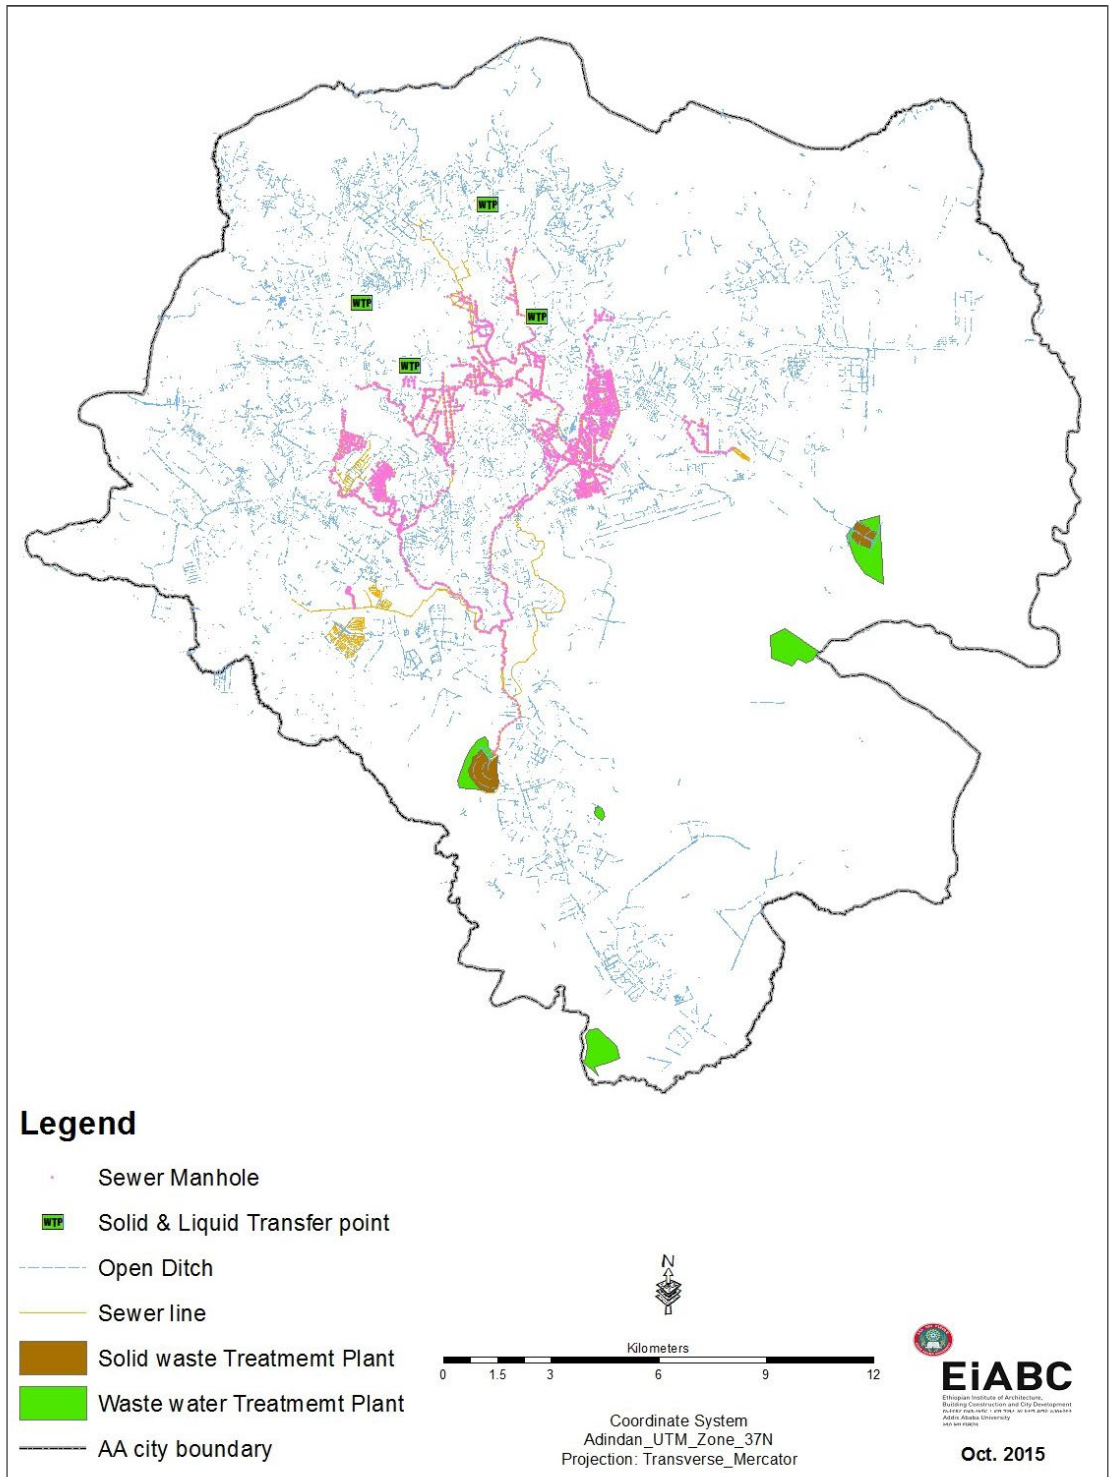 WTP
WTP
WTP
WTP
Legend
Sewer Manhole
WTP Solid & Liquid Transfer point
Open Ditch
Sewer line
Solid waste Treatmemt Plant
Waste water Treatmemt Plant
AA city boundary
N
Kilometers
0 1.5 3 6 9 12
Coordinate System
Adindan_UTM_Zone_37N
Projection: Transverse_Mercator
EiABC
Ethiopian Institute of Architecture,
Building Construction and City Development
Addis Ababa University
Oct. 2015